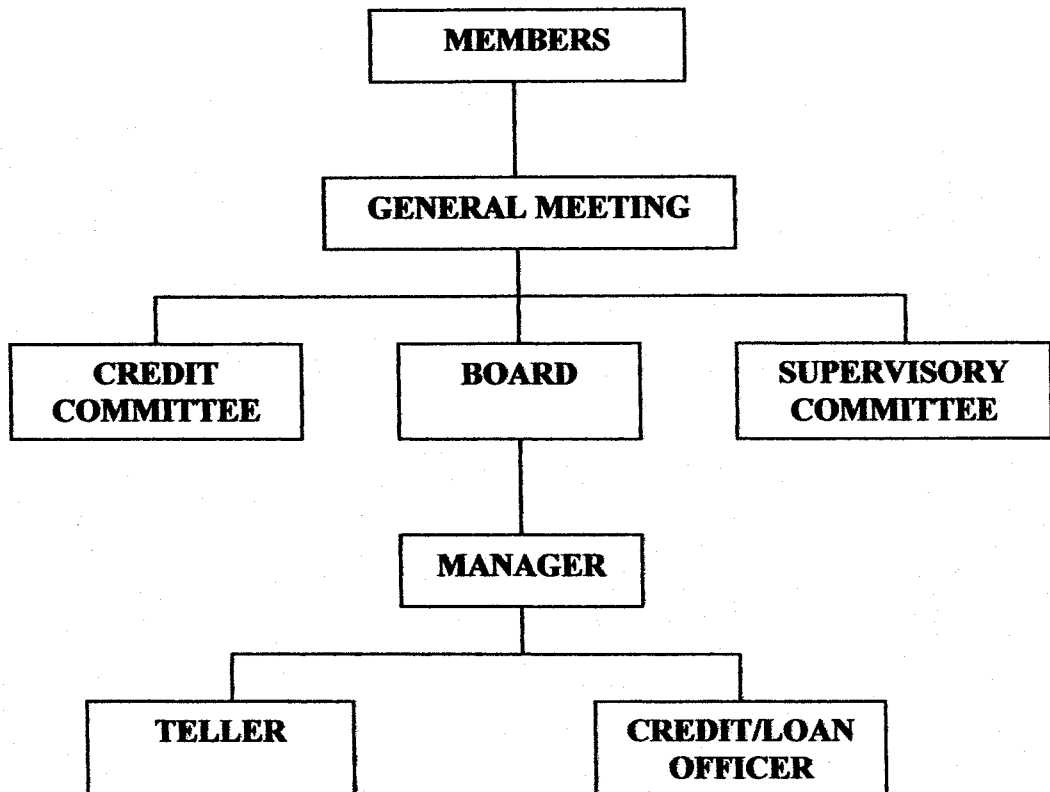 MEMBERS
GENERAL MEETING
CREDIT
COMMITTEE
BOARD
SUPERVISORY
COMMITTEE
MANAGER
TELLER
CREDIT/LOAN
OFFICER